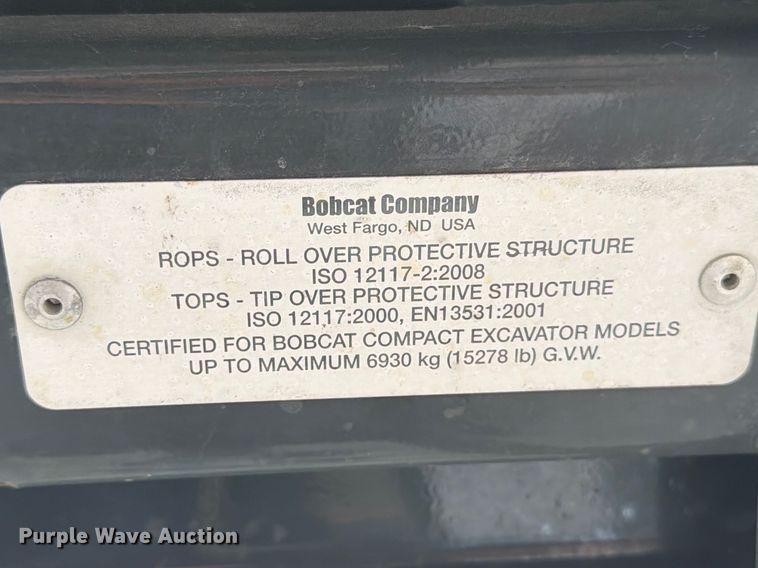 Bobcat Company
West Fargo, ND USA
ROPS - ROLL OVER PROTECTIVE STRUCTURE
ISO 12117-2:2008
TOPS - TIP OVER PROTECTIVE STRUCTURE
ISO 12117:2000, EN13531:2001
CERTIFIED FOR BOBCAT COMPACT EXCAVATOR MODELS
UP TO MAXIMUM 6930 kg (15278 lb) G.V.W.
Purple Wave Auction